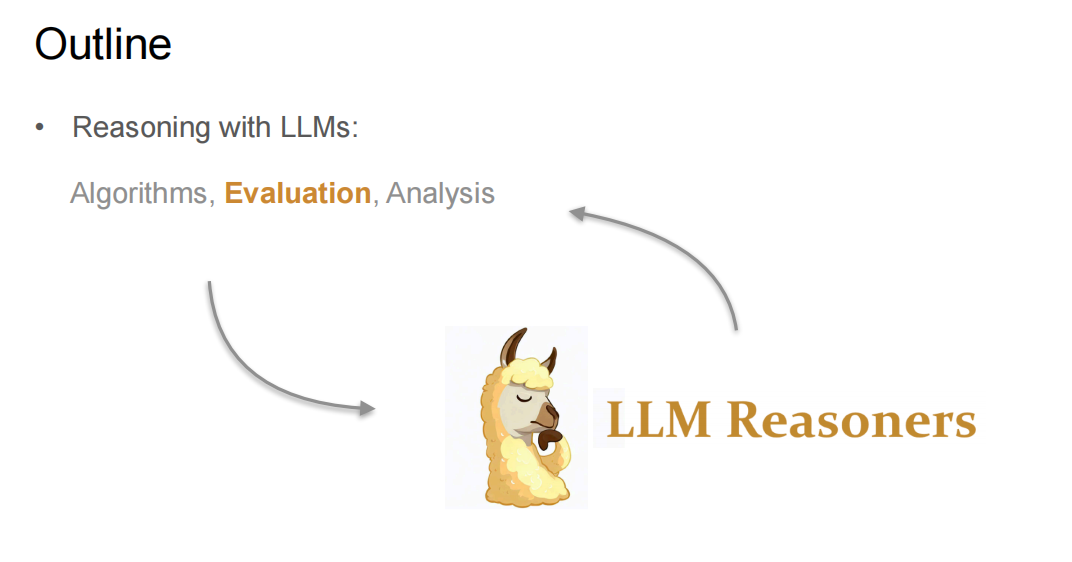 Outline
• Reasoning with LLMs:
Algorithms, Evaluation, Analysis
LLM Reasoners